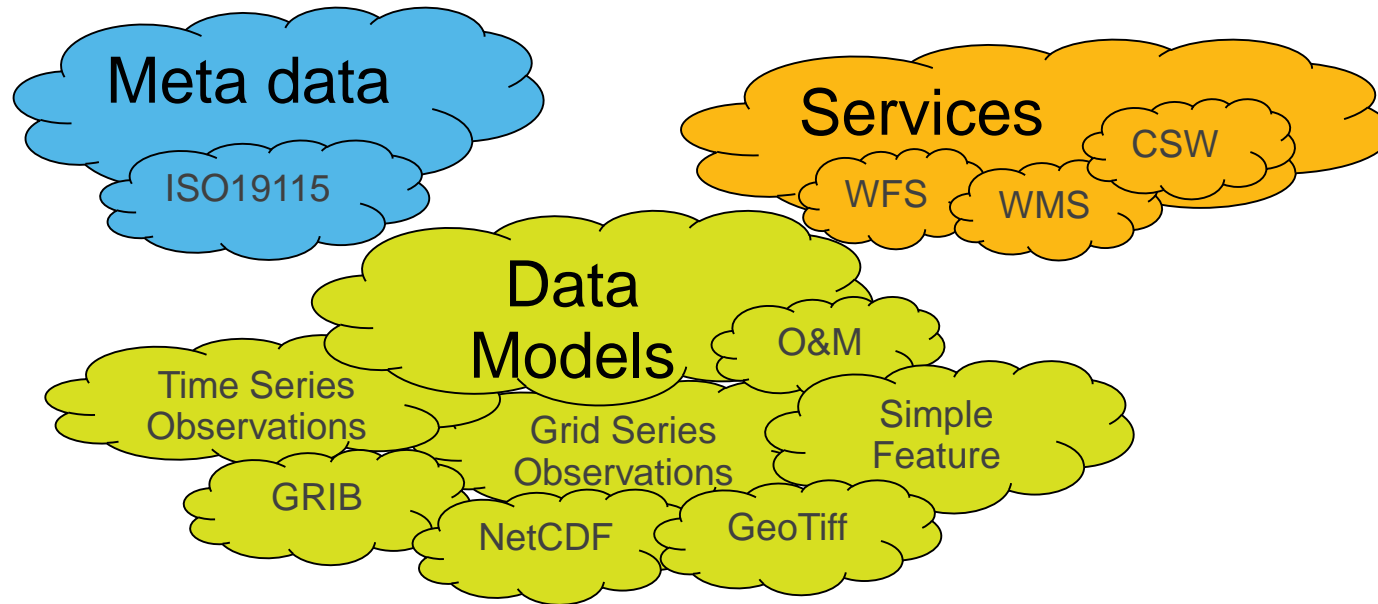 Meta data
ISO19115
Services
CSW
WFS
WMS
Data
Models
O&M
Time Series
Observations
Grid Series
Observations
Simple
Feature
GRIB
NetCDF
GeoTiff